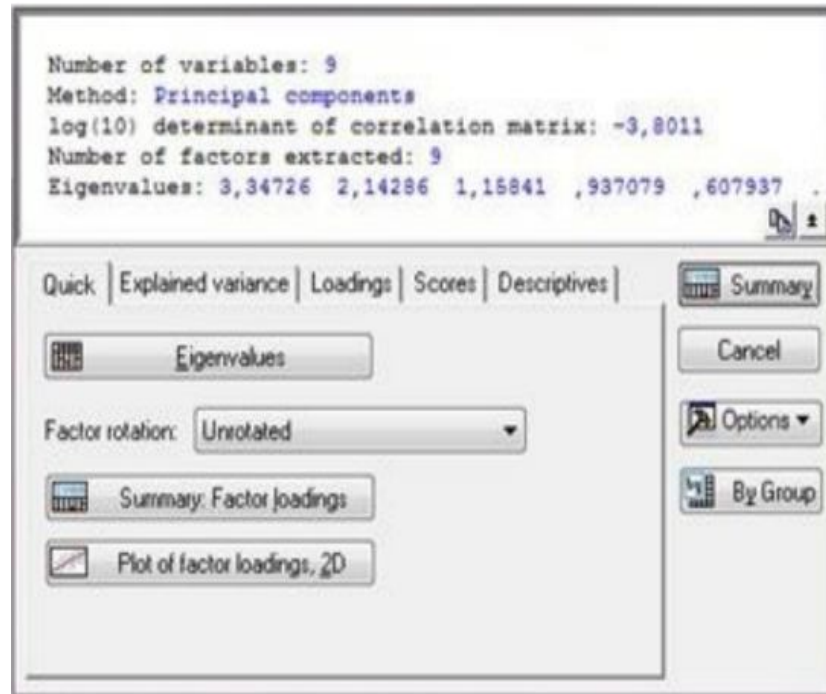 Number of variables: 9
Method: Principal components
log(10) determinant of correlation matrix: -3,8011
Number of factors extracted: 9
Eigenvalues: 3,34726 2,14286 1,15841 ,937079 ,607937 .
Quick Explained variance Loadings Scores Descriptives
Summary
Eigenvalues
Cancel
Factor rotation: Unrotated
Options
Summary: Factor loadings
By Group
Plot of factor loadings, 2D